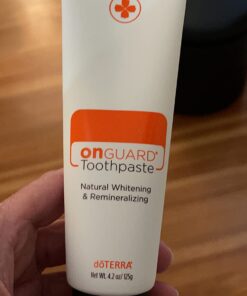 onGUARD®
Toothpaste
Natural Whitening
& Remineralizing
dōTERRA®
Net Wt. 4.2 oz/125g